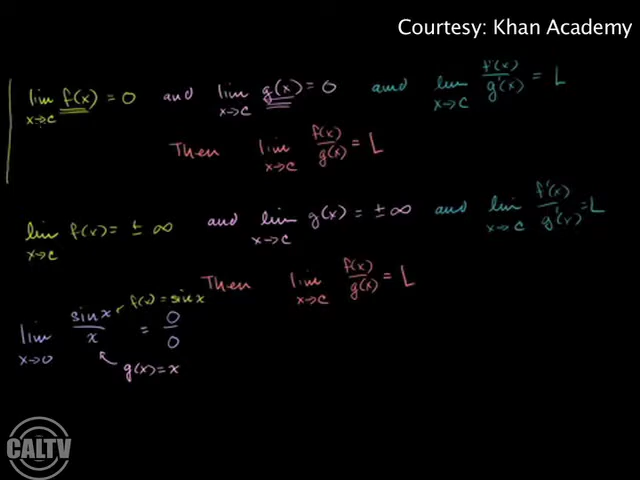 Courtesy: Khan Academy
lim x→c f(x) = 0 and lim x→c g(x) = 0 and lim x→c f'(x)/g'(x) = L
Then lim x→c f(x)/g(x) = L
lim x→c f(x) = ± ∞ and lim x→c g(x) = ± ∞ and lim x→c f'(x)/g'(x) = L
Then lim x→c f(x)/g(x) = L
lim x→0 sin x/x = 0/0
f(x) = sin x
g(x) = x
CALTV